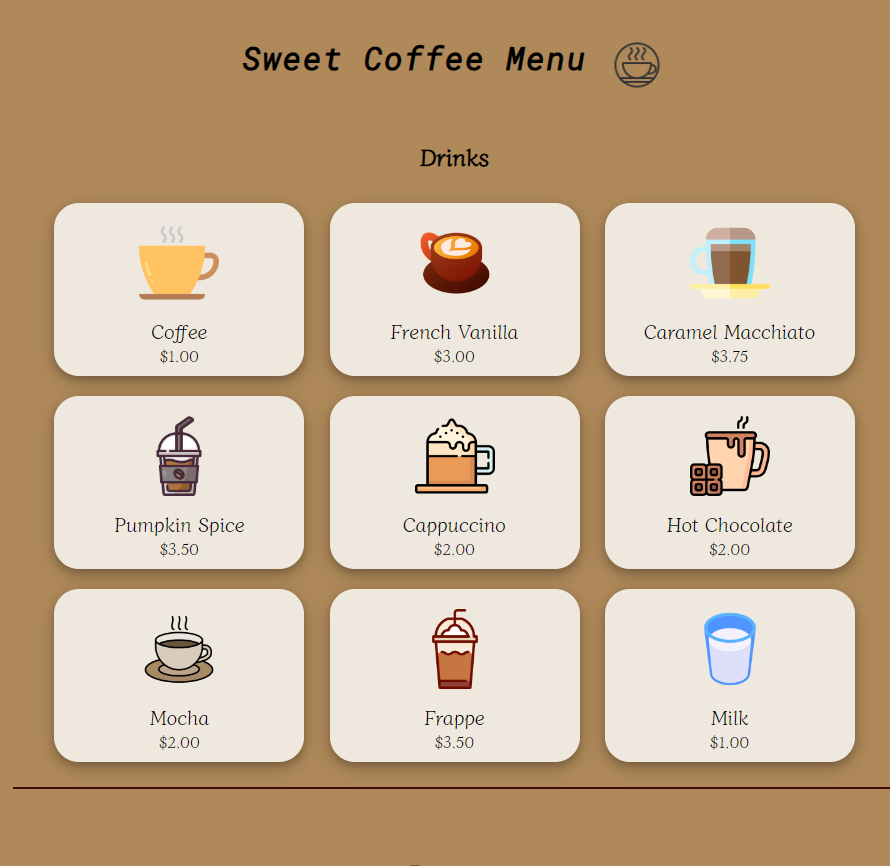 Sweet Coffee Menu
Drinks
Coffee
$1.00
French Vanilla
$3.00
Caramel Macchiato
$3.75
Pumpkin Spice
$3.50
Cappuccino
$2.00
Hot Chocolate
$2.00
Mocha
$2.00
Frappe
$3.50
Milk
$1.00